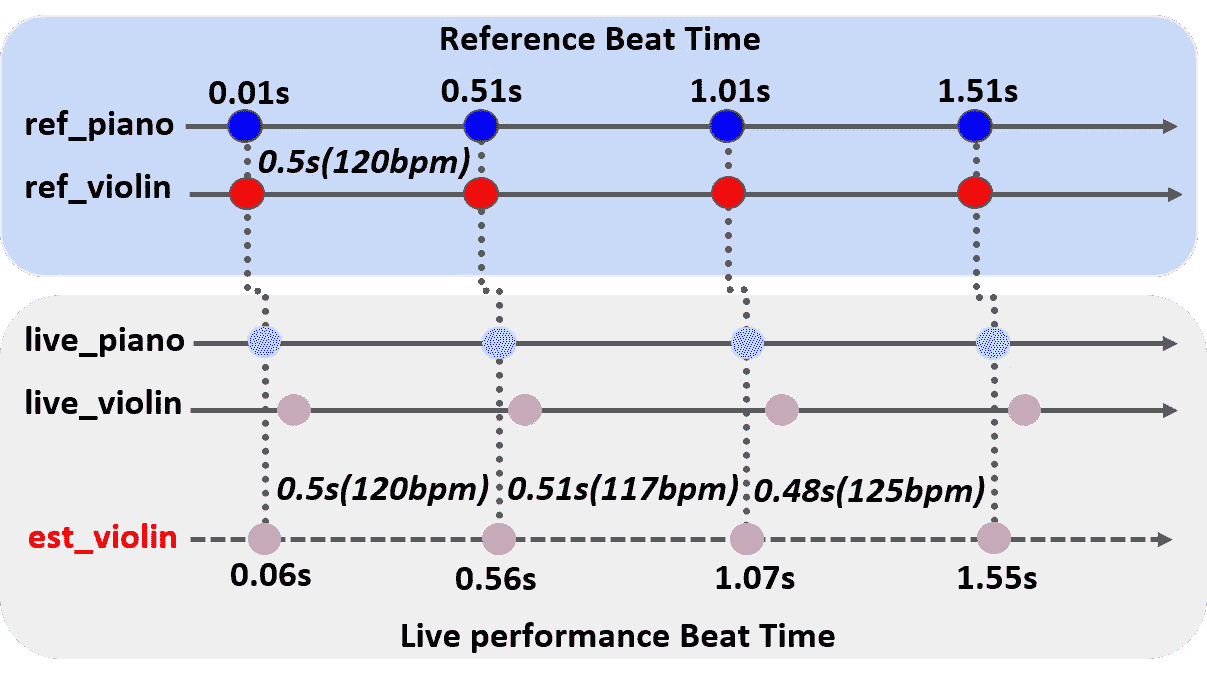 Reference Beat Time
0.01s 0.51s 1.01s 1.51s
ref_piano
0.5s(120bpm)
ref_violin
live_piano
live_violin
0.5s(120bpm) 0.51s(117bpm) 0.48s(125bpm)
est_violin
0.06s 0.56s 1.07s 1.55s
Live performance Beat Time